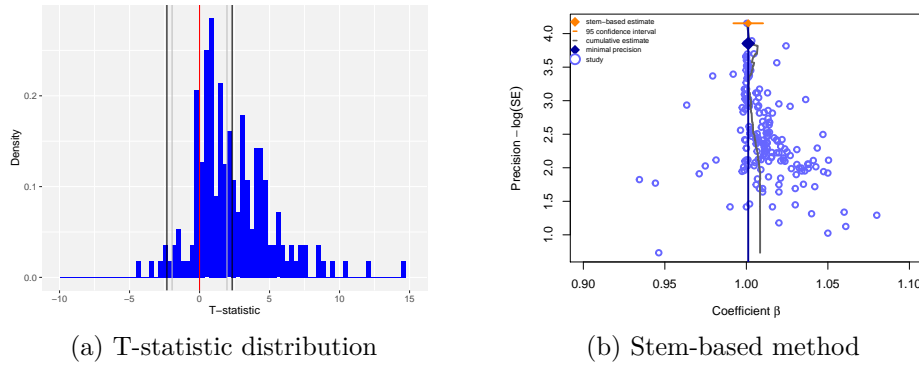 0.2
0.1
0.0
Density
−10
−5
0
5
10
15
T−statistic
(a) T-statistic distribution
stem−based estimate
95 confidence interval
cumulative estimate
minimal precision
study
4.0
3.5
3.0
2.5
2.0
1.5
1.0
Precision − log(SE)
0.90
0.95
1.00
1.05
1.10
Coefficient β
(b) Stem-based method